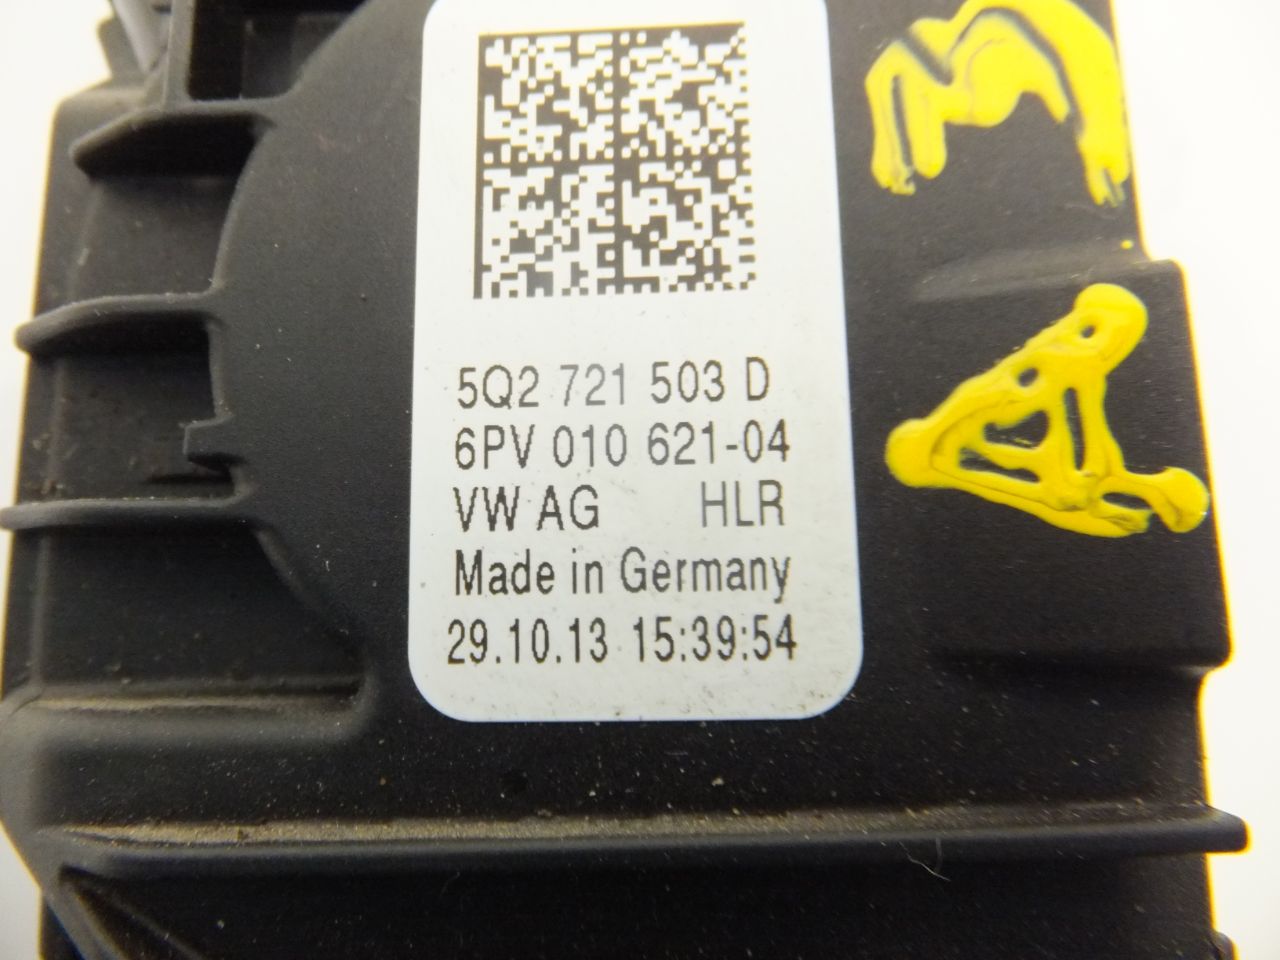 5Q2 721 503 D
6PV 010 621-04
VW AG HLR
Made in Germany
29.10.13 15:39:54